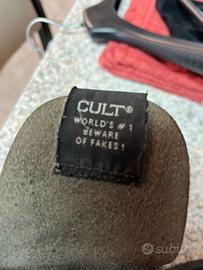 CULT®
WORLD'S #1
BEWARE
OF FAKES!
subito